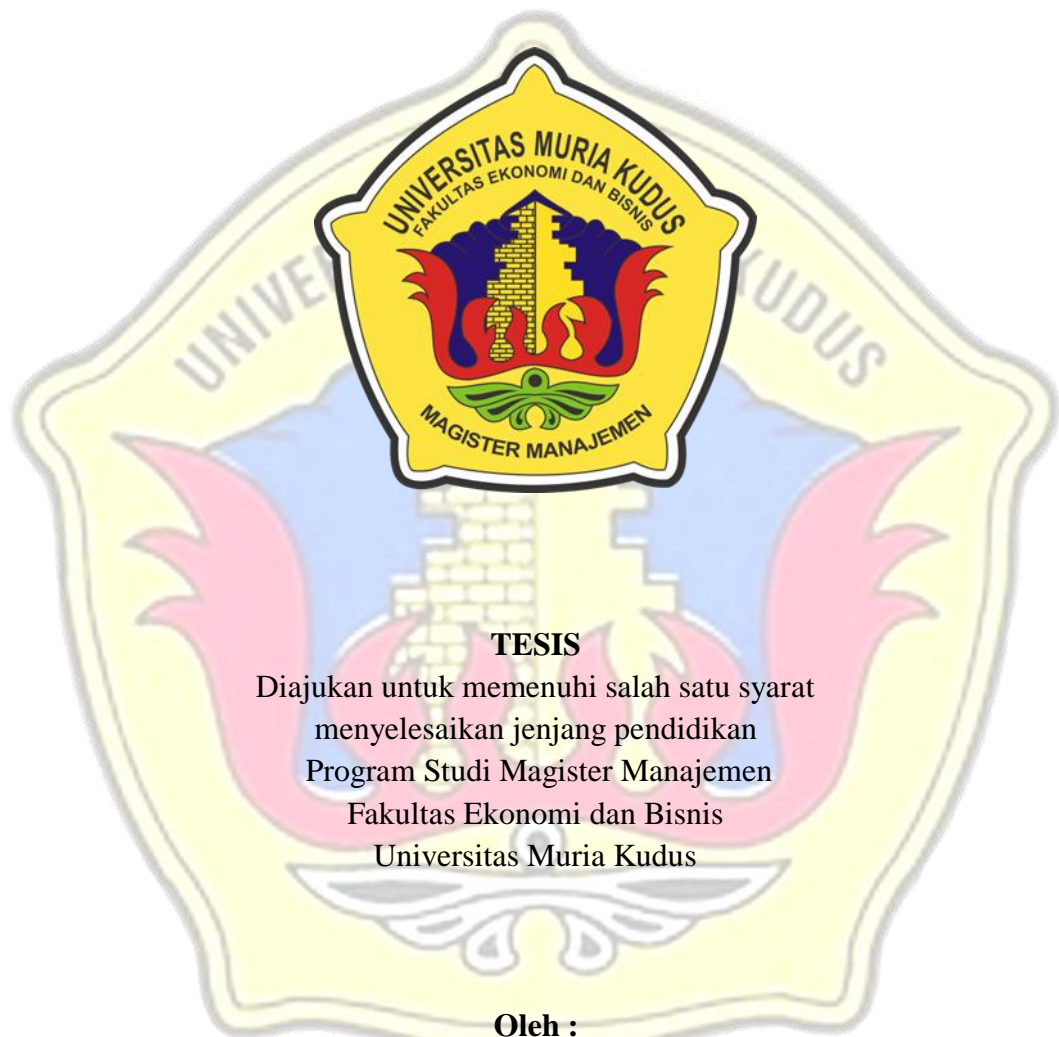 UNIVERSITAS MURIA KUDUS
FAKULTAS EKONOMI DAN BISNIS
MAGISTER MANAJEMEN
KUDUS
TESIS
Diajukan untuk memenuhi salah satu syarat
menyelesaikan jenjang pendidikan
Program Studi Magister Manajemen
Fakultas Ekonomi dan Bisnis
Universitas Muria Kudus
Oleh :